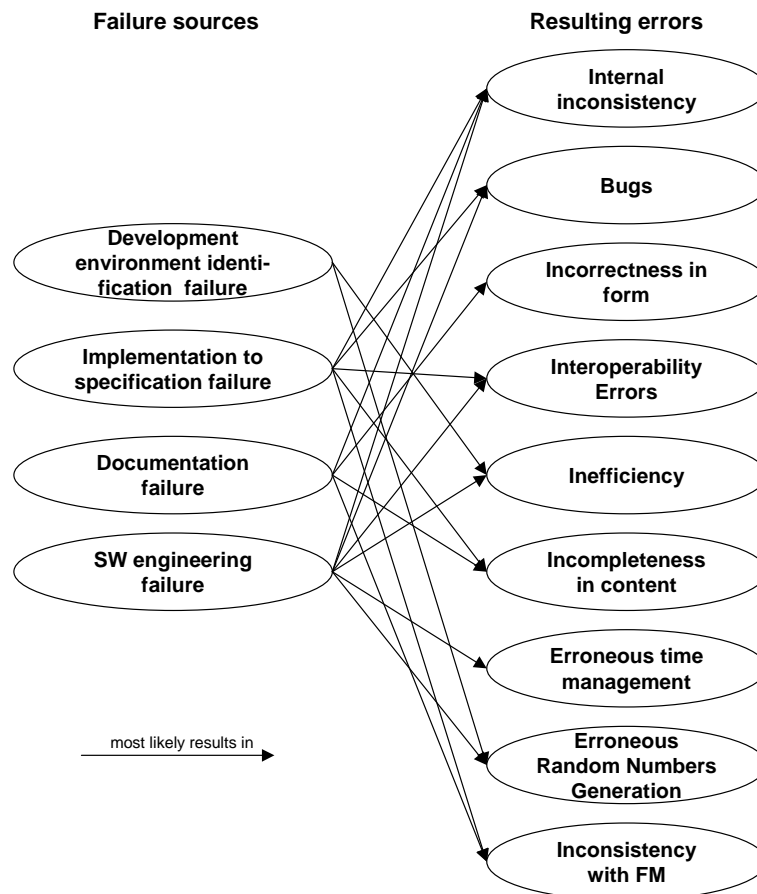 Failure sources
Resulting errors
Development
environment identi-
fication failure
Implementation to
specification failure
Documentation
failure
SW engineering
failure
most likely results in
Internal
inconsistency
Bugs
Incorrectness in
form
Interoperability
Errors
Inefficiency
Incompleteness
in content
Erroneous time
management
Erroneous
Random Numbers
Generation
Inconsistency
with FM